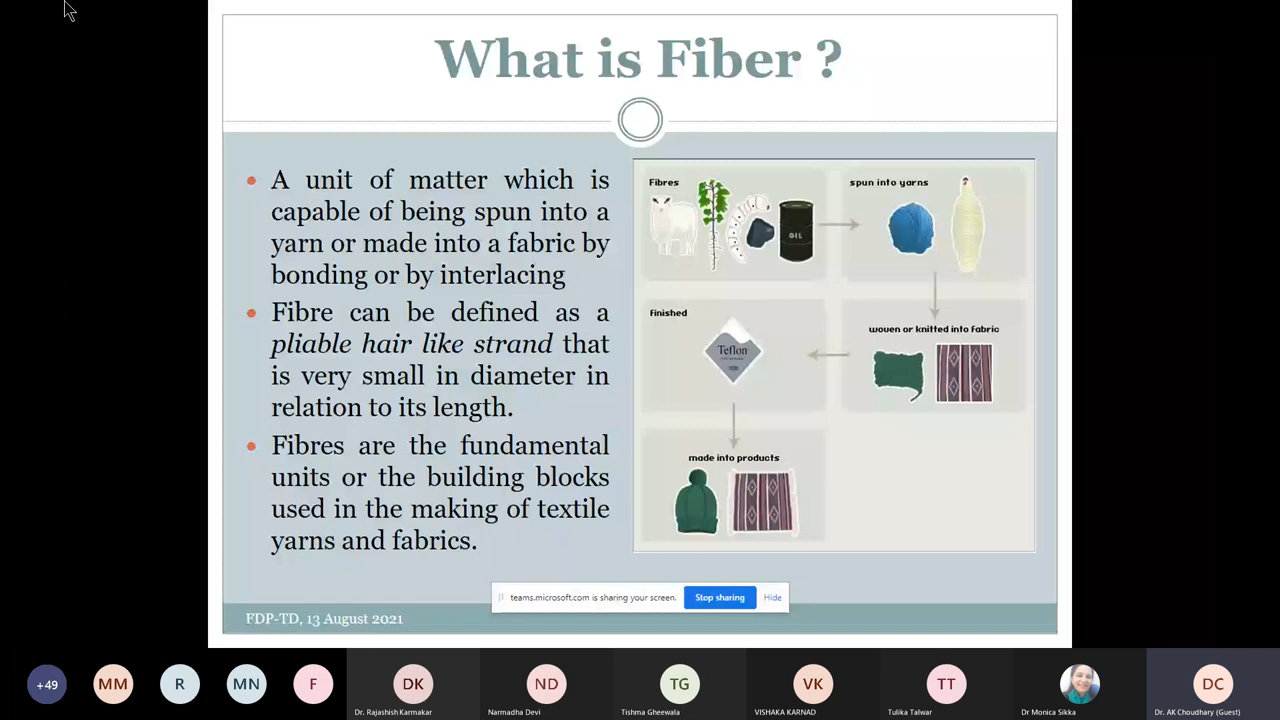 What is Fiber ?
A unit of matter which is
capable of being spun into a
yarn or made into a fabric by
bonding or by interlacing
Fibre can be defined as a
pliable hair like strand that
is very small in diameter in
relation to its length.
Fibres are the fundamental
units or the building blocks
used in the making of textile
yarns and fabrics.
Fibres
OIL
spun into yarns
finished
Teflon
woven or knitted into fabric
made into products
teams.microsoft.com is sharing your screen.
Stop sharing
Hide
FDP-TD, 13 August 2021
+49
MM
R
MN
F
DK
Dr. Rajashish Karmakar
ND
Narmadha Devi
TG
Tishma Gheewala
VK
VISHAKA KARNAD
TT
Tulika Talwar
Dr Monica Sikka
DC
Dr. AK Choudhary (Guest)